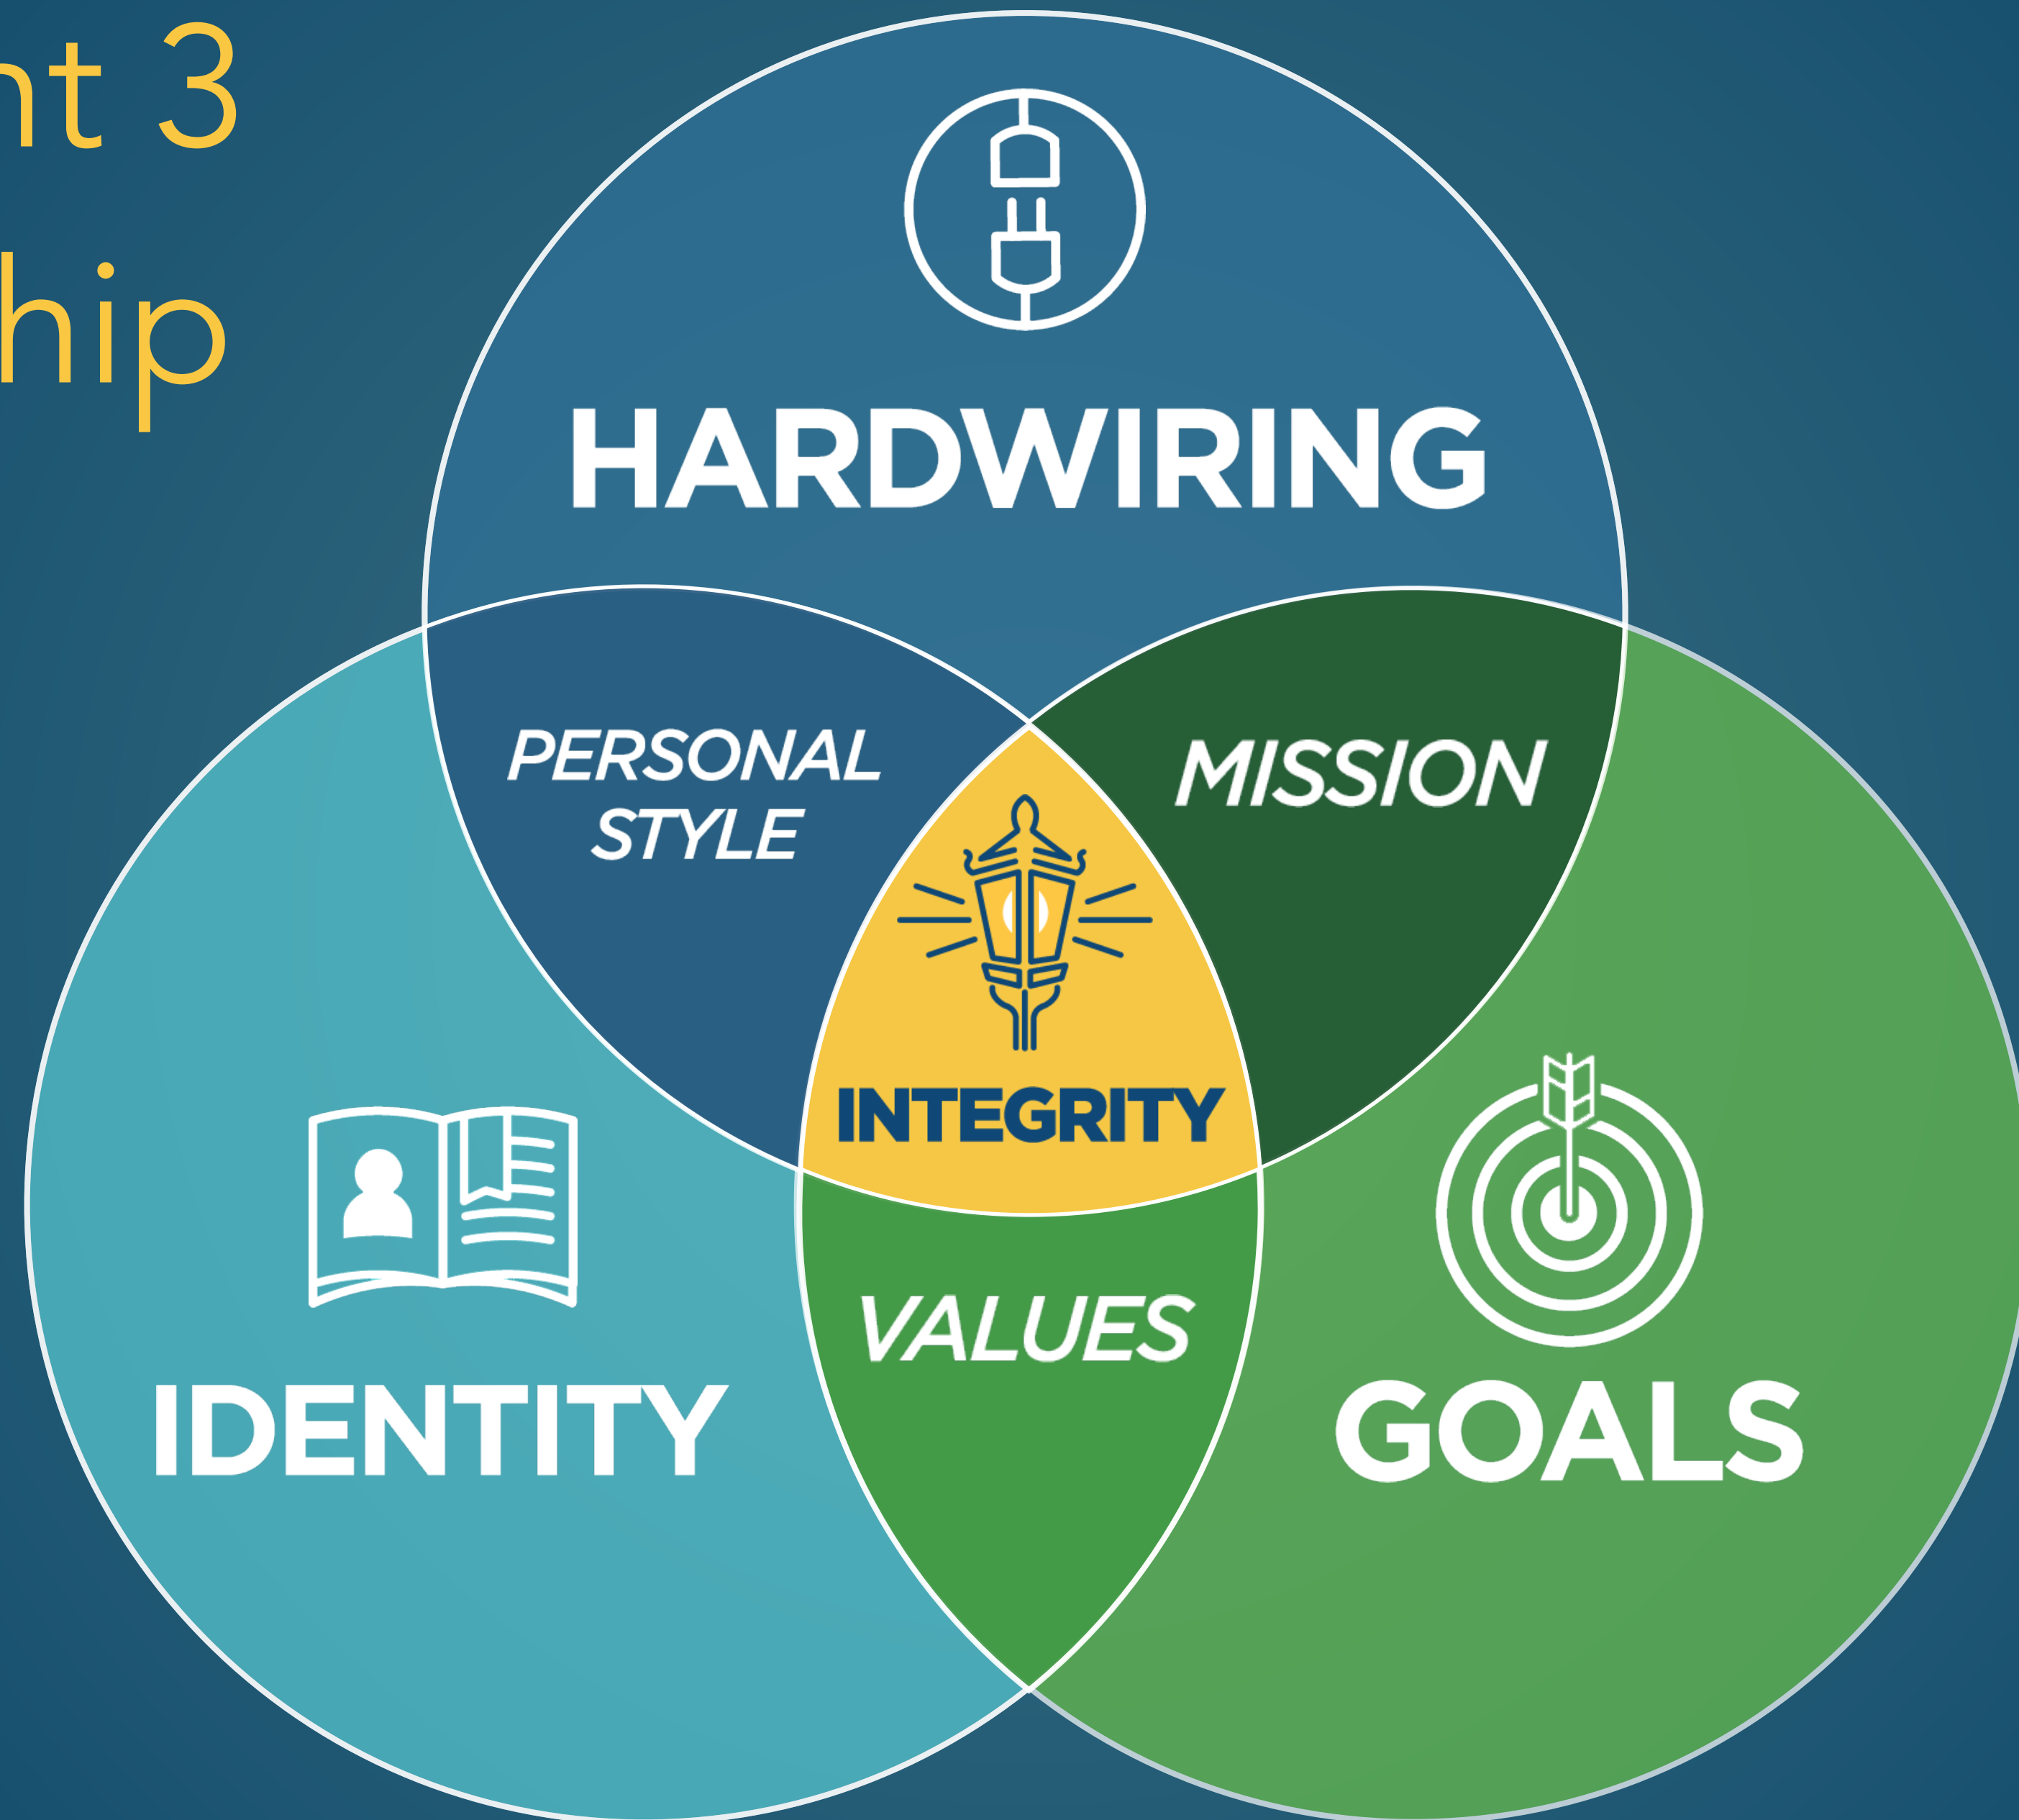 nt 3
hip
HARDWIRING
PERSONAL
STYLE
MISSION
INTEGRITY
VALUES
IDENTITY
GOALS